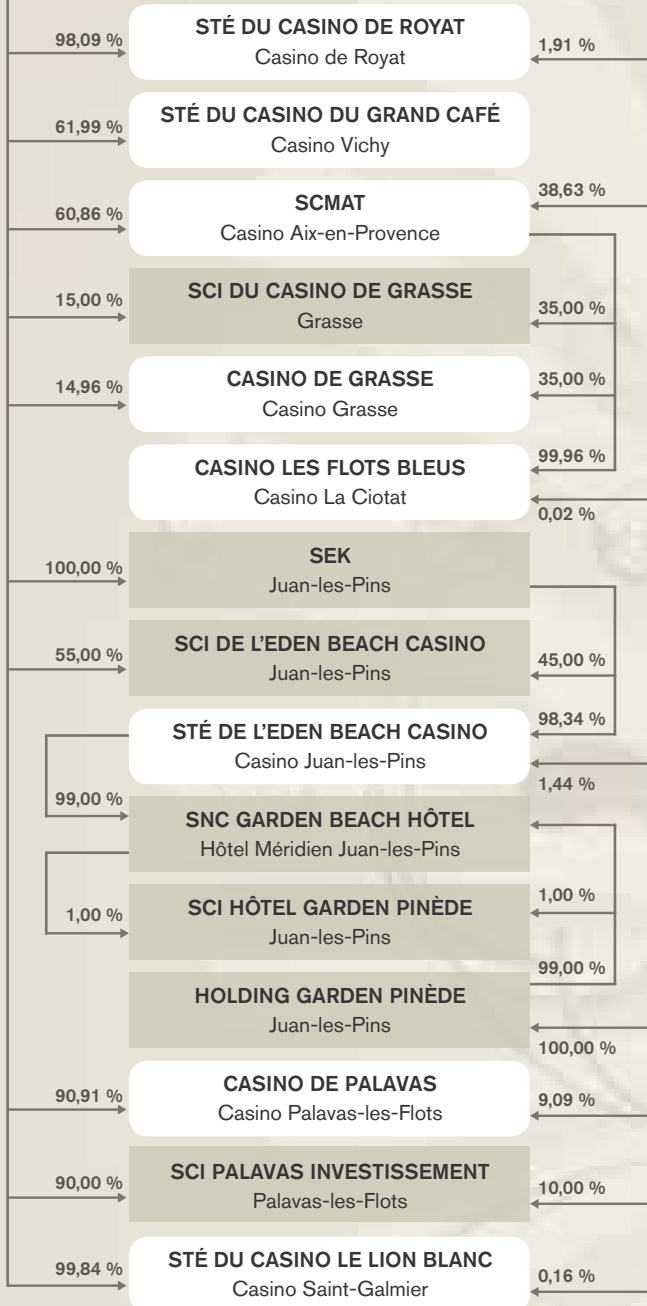 98,09 %
STÉ DU CASINO DE ROYAT
Casino de Royat
1,91 %
61,99 %
STÉ DU CASINO DU GRAND CAFÉ
Casino Vichy
60,86 %
SCMAT
Casino Aix-en-Provence
38,63 %
15,00 %
SCI DU CASINO DE GRASSE
Grasse
35,00 %
14,96 %
CASINO DE GRASSE
Casino Grasse
35,00 %
CASINO LES FLOTS BLEUS
Casino La Ciotat
99,96 %
0,02 %
100,00 %
SEK
Juan-les-Pins
55,00 %
SCI DE L'EDEN BEACH CASINO
Juan-les-Pins
45,00 %
STÉ DE L'EDEN BEACH CASINO
Casino Juan-les-Pins
98,34 %
1,44 %
99,00 %
SNC GARDEN BEACH HÔTEL
Hôtel Méridien Juan-les-Pins
1,00 %
SCI HÔTEL GARDEN PINÈDE
Juan-les-Pins
1,00 %
99,00 %
HOLDING GARDEN PINÈDE
Juan-les-Pins
100,00 %
90,91 %
CASINO DE PALAVAS
Casino Palavas-les-Flots
9,09 %
90,00 %
SCI PALAVAS INVESTISSEMENT
Palavas-les-Flots
10,00 %
99,84 %
STÉ DU CASINO LE LION BLANC
Casino Saint-Galmier
0,16 %